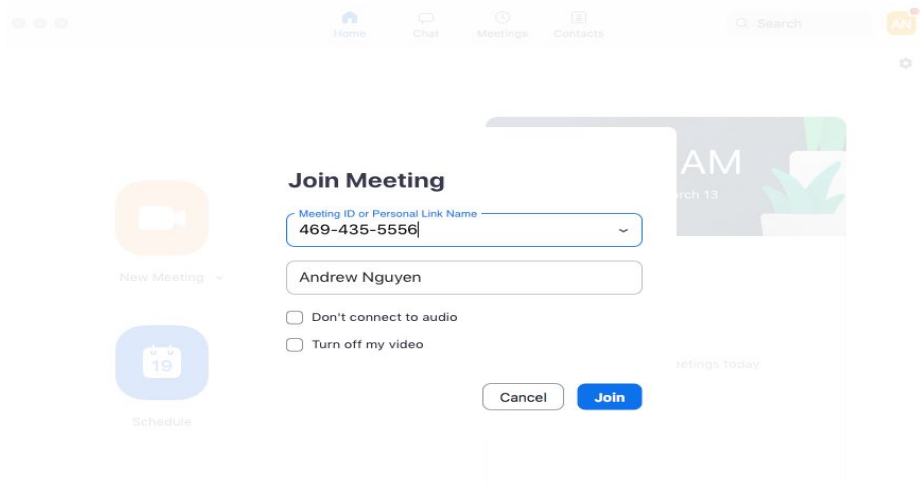 Home
Chat
Meetings
Contacts
Search
AN
AM
rch 13
Join Meeting
Meeting ID or Personal Link Name
469-435-5556
New Meeting
Andrew Nguyen
Don't connect to audio
Turn off my video
19
etings today
Cancel
Join
Schedule